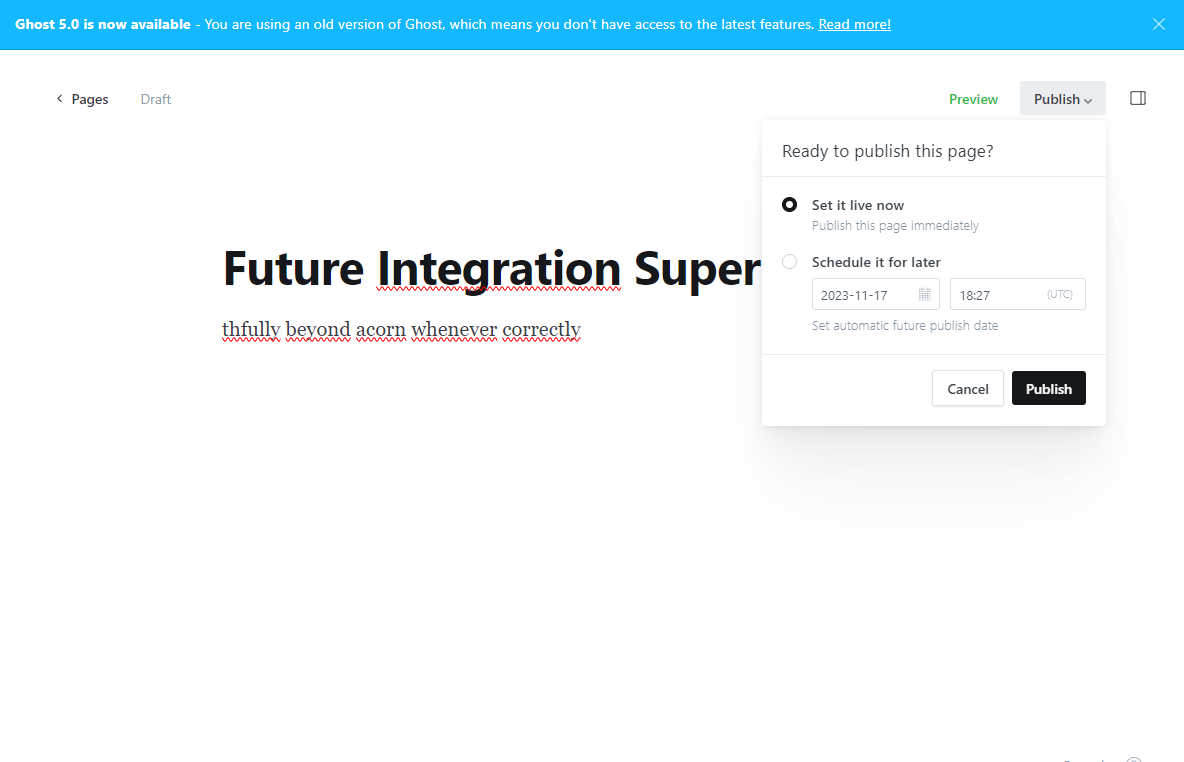 Ghost 5.0 is now available - You are using an old version of Ghost, which means you don't have access to the latest features. Read more!
Pages
Draft
Preview
Publish
Ready to publish this page?
Set it live now
Publish this page immediately
Schedule it for later
2023-11-17
18:27
(UTC)
Set automatic future publish date
Cancel
Publish
Future Integration Super
thfully beyond acorn whenever correctly